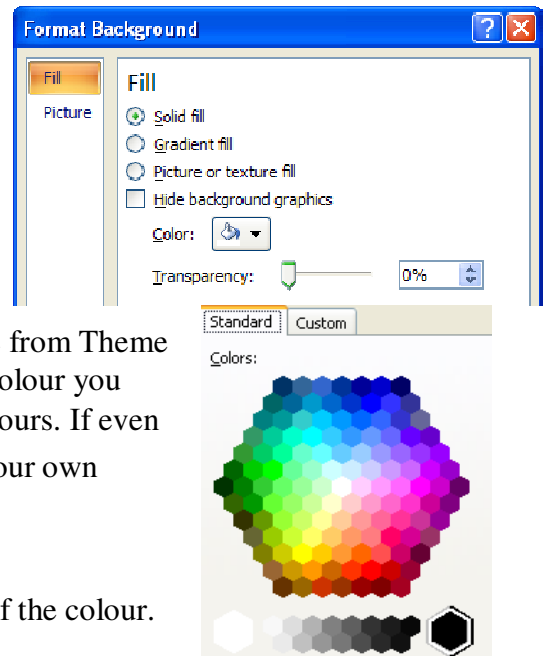 Format Background
Fill
Picture
Fill
Solid fill
Gradient fill
Picture or texture fill
Hide background graphics
Color:
Transparency: 0%
from Theme
olour you
ours. If even
our own
f the colour.
Standard Custom
Colors: